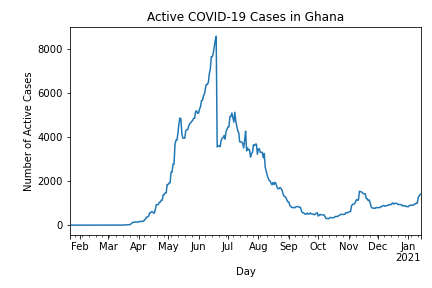 Active COVID-19 Cases in Ghana
Number of Active Cases
8000
6000
4000
2000
0
Feb Mar Apr May Jun Jul Aug Sep Oct Nov Dec Jan
2021
Day